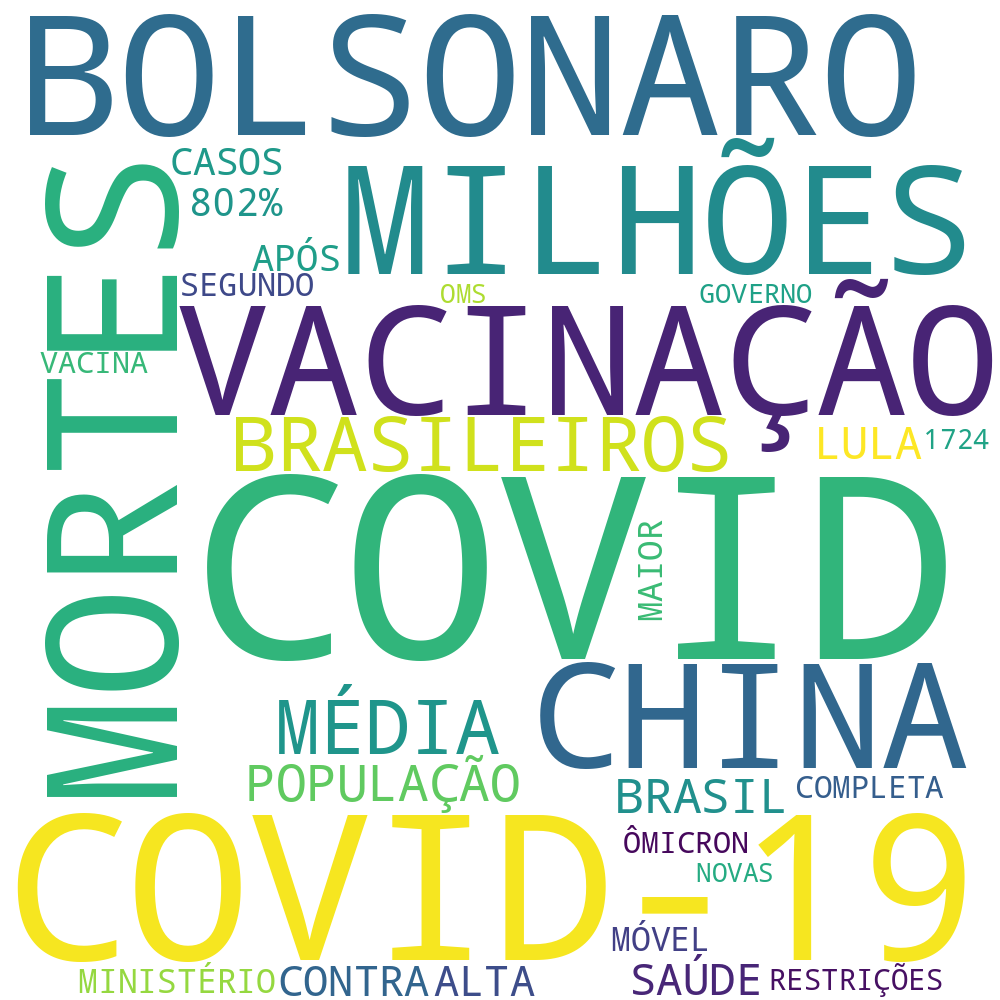 BOLSONARO
MORTES
CASOS
802%
MILHÕES
APÓS
SEGUNDO
OMS
GOVERNO
VACINA
VACINAÇÃO
BRASILEIROS
LULA
1724
COVID
MAIOR
CHINA
MÉDIA
POPULAÇÃO
BRASIL
COMPLETA
COVID-19
ÔMICRON
NOVAS
MÓVEL
MINISTÉRIO
CONTRA
ALTA
SAÚDE
RESTRIÇÕES